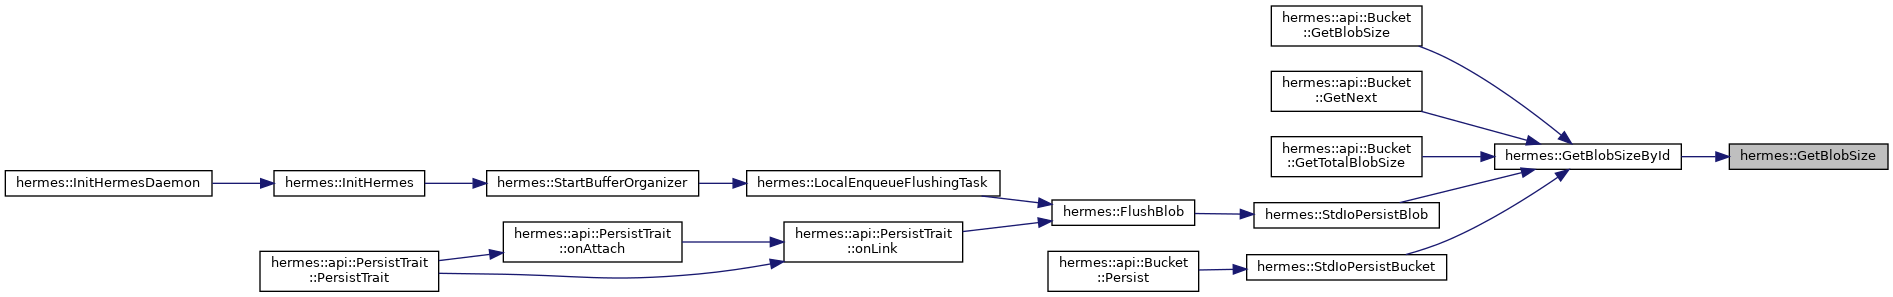 hermes::api::Bucket
::GetBlobSize
hermes::api::Bucket
::GetNext
hermes::api::Bucket
::GetTotalBlobSize
hermes::GetBlobSizeById
hermes::GetBlobSize
hermes::InitHermesDaemon
hermes::InitHermes
hermes::StartBufferOrganizer
hermes::LocalEnqueueFlushingTask
hermes::FlushBlob
hermes::StdIoPersistBlob
hermes::api::PersistTrait
::onAttach
hermes::api::PersistTrait
::onLink
hermes::api::PersistTrait
::PersistTrait
hermes::api::Bucket
::Persist
hermes::StdIoPersistBucket